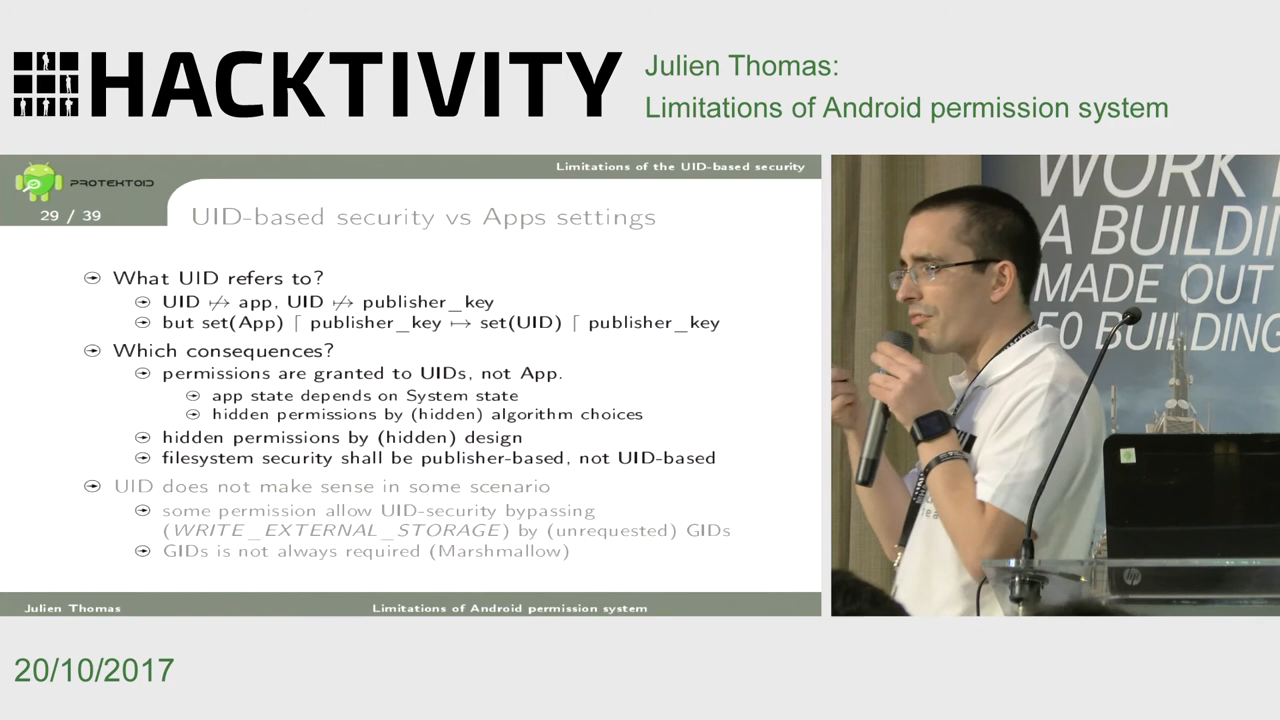 HACKTIVITY
Julien Thomas:
Limitations of Android permission system
PROTEKTOID
Limitations of the UID-based security
29 / 39
UID-based security vs Apps settings
What UID refers to?
UID ↦̸ app, UID ↦̸ publisher_key
but set(App) ⌈ publisher_key ↦ set(UID) ⌈ publisher_key
Which consequences?
permissions are granted to UIDs, not App.
app state depends on System state
hidden permissions by (hidden) algorithm choices
hidden permissions by (hidden) design
filesystem security shall be publisher-based, not UID-based
UID does not make sense in some scenario
some permission allow UID-security bypassing
(WRITE_EXTERNAL_STORAGE) by (unrequested) GIDs
GIDs is not always required (Marshmallow)
Julien Thomas
Limitations of Android permission system
WORK
A BUILDI
MADE OUT
50 BUILDING
hp
20/10/2017